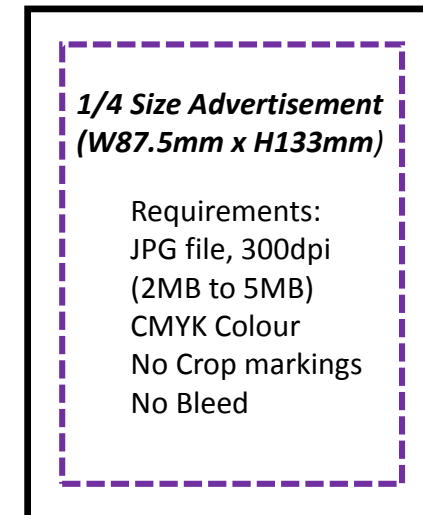 1/4 Size Advertisement
(W87.5mm x H133mm)
Requirements:
JPG file, 300dpi
(2MB to 5MB)
CMYK Colour
No Crop markings
No Bleed